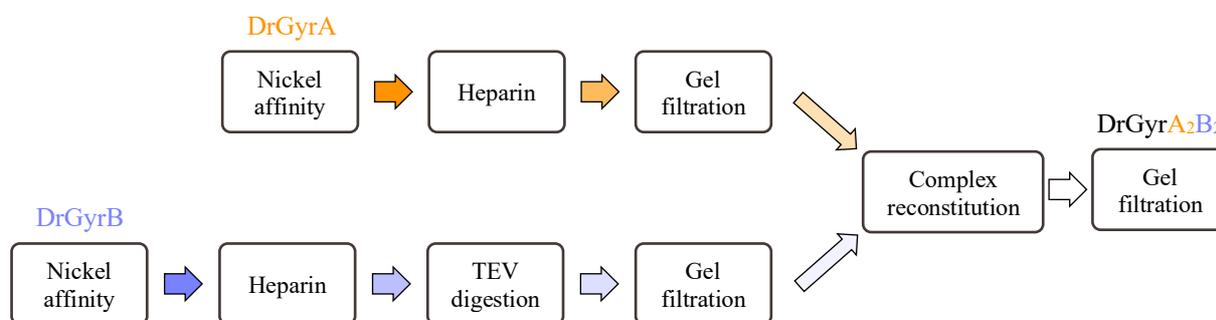 DrGyrA
Nickel
affinity
Heparin
Gel
filtration
DrGyrA₂B₂
Complex
reconstitution
Gel
filtration
DrGyrB
Nickel
affinity
Heparin
TEV
digestion
Gel
filtration